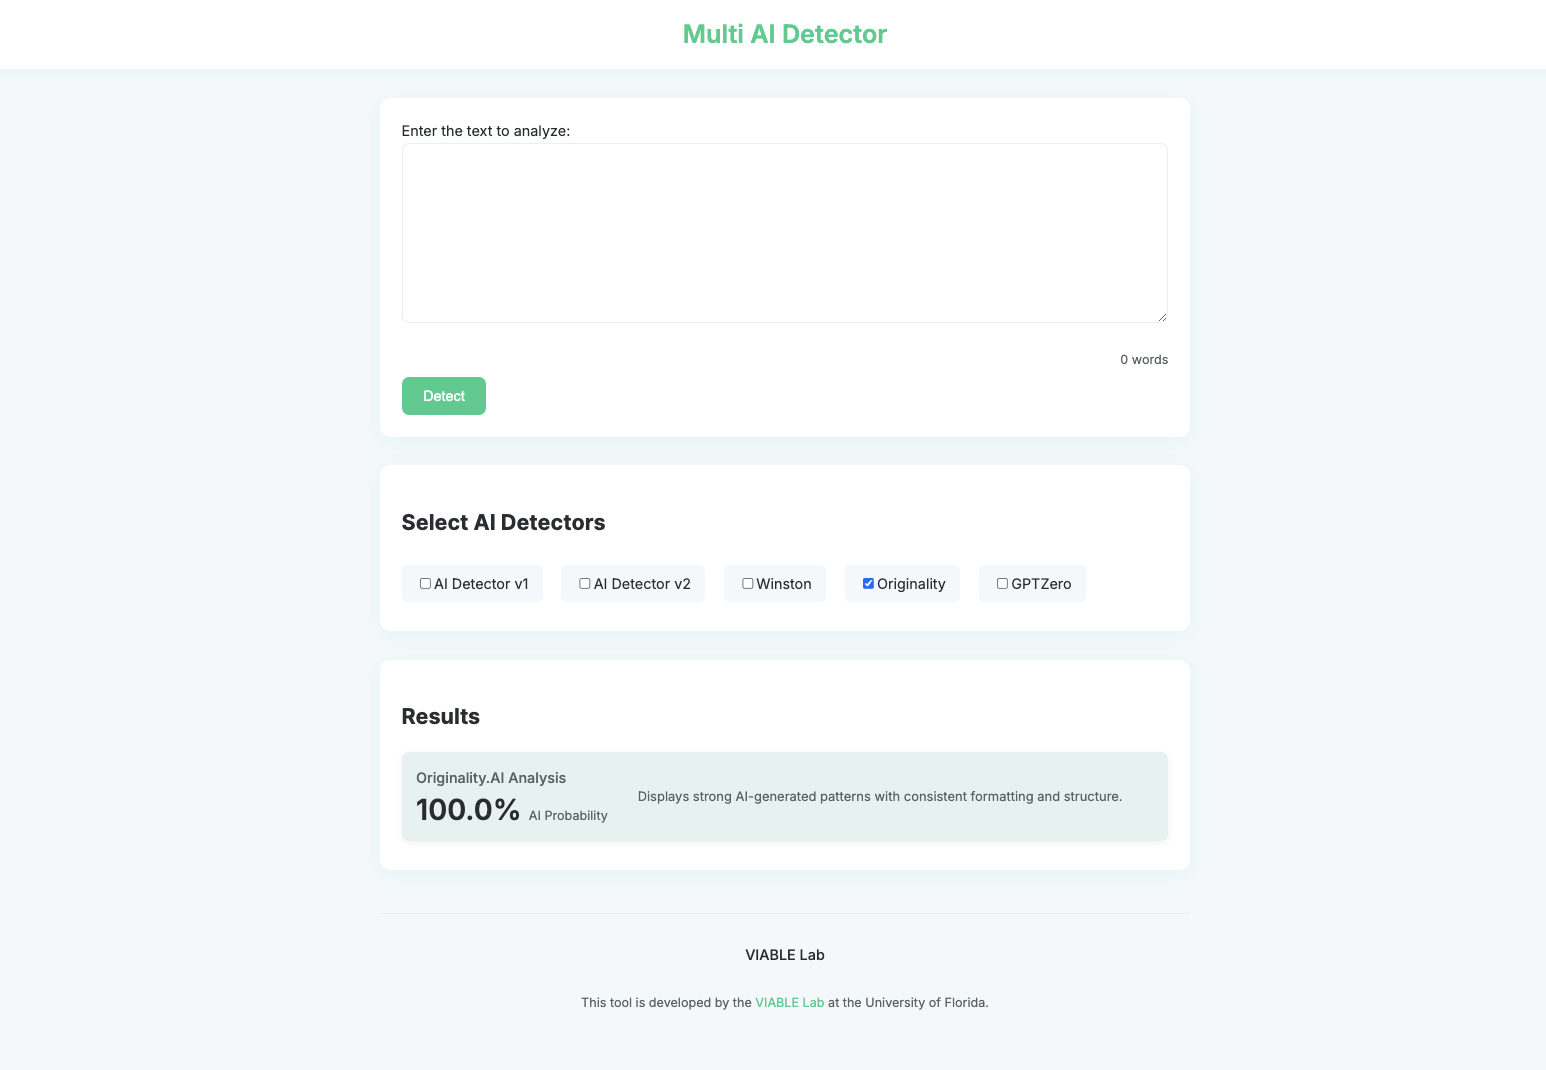 Multi AI Detector
Enter the text to analyze:
0 words
Detect
Select AI Detectors
AI Detector v1 AI Detector v2 Winston Originality GPTZero
Results
Originality.AI Analysis
100.0% AI Probability
Displays strong AI-generated patterns with consistent formatting and structure.
VIABLE Lab
This tool is developed by the VIABLE Lab at the University of Florida.